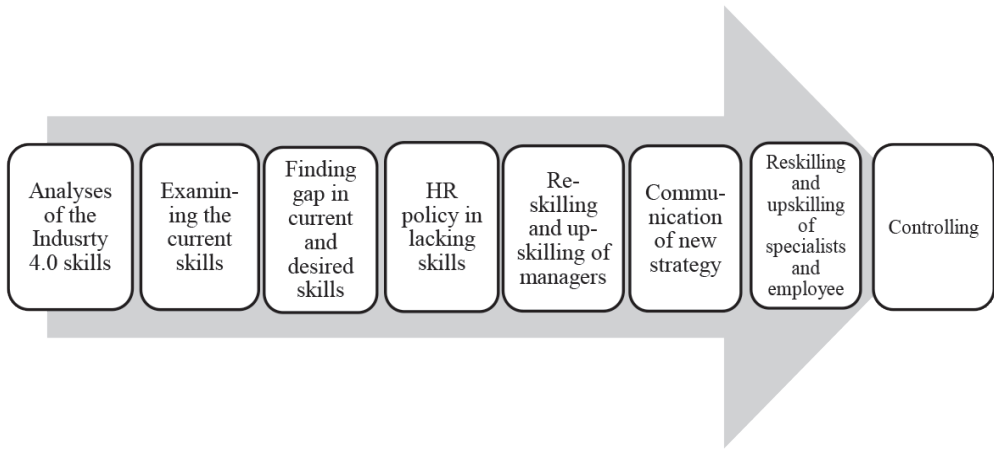 Analyses
of the
Indusrty
4.0 skills
Examin-
ing the
current
skills
Finding
gap in
current
and
desired
skills
HR
policy in
lacking
skills
Re-
skilling
and up-
skilling of
managers
Commu-
nication
of new
strategy
Reskilling
and
upskilling
of
specialists
and
employee
Controlling